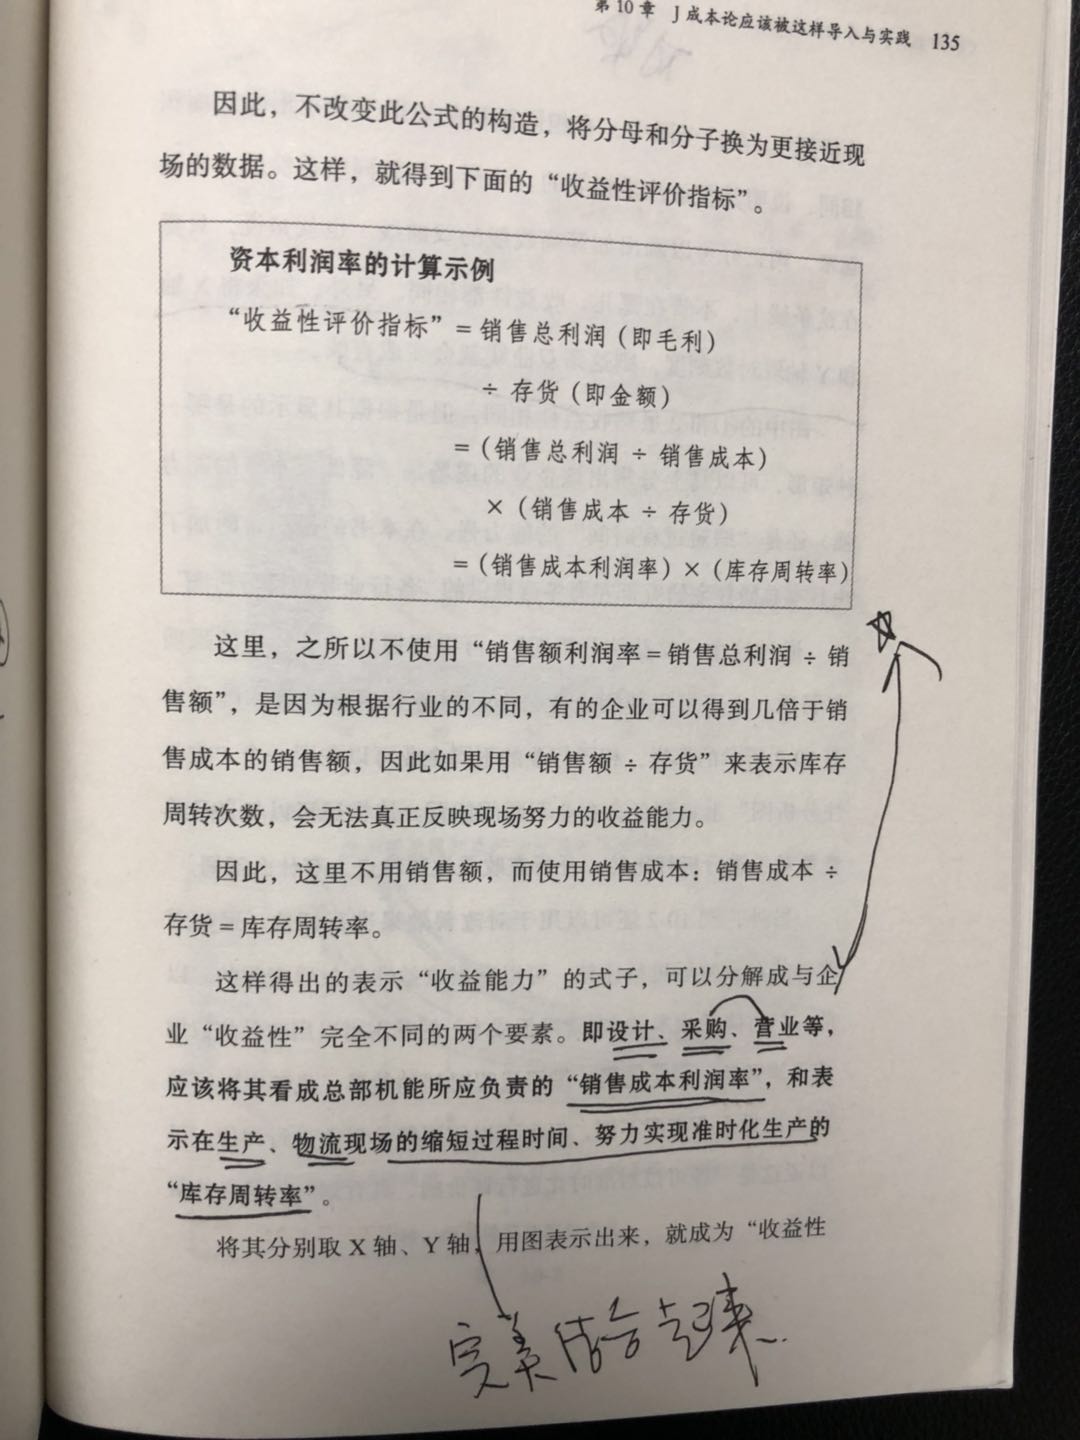 第10章 J成本论应该被这样导入与实践 135
因此，不改变此公式的构造，将分母和分子换为更接近现
场的数据。这样，就得到下面的“收益性评价指标”。
资本利润率的计算示例
“收益性评价指标”＝销售总利润（即毛利）
÷ 存货（即金额）
＝（销售总利润 ÷ 销售成本）
×（销售成本 ÷ 存货）
＝（销售成本利润率）×（库存周转率）
这里，之所以不使用“销售额利润率＝销售总利润 ÷ 销
售额”，是因为根据行业的不同，有的企业可以得到几倍于销
售成本的销售额，因此如果用“销售额 ÷ 存货”来表示库存
周转次数，会无法真正反映现场努力的收益能力。
因此，这里不用销售额，而使用销售成本：销售成本 ÷
存货＝库存周转率。
这样得出的表示“收益能力”的式子，可以分解成与企
业“收益性”完全不同的两个要素。即设计、采购、营业等，
应该将其看成总部机能所应负责的“销售成本利润率”，和表
示在生产、物流现场的缩短过程时间、努力实现准时化生产的
“库存周转率”。
将其分别取 X 轴、Y 轴，用图表示出来，就成为“收益性
完美结合起来